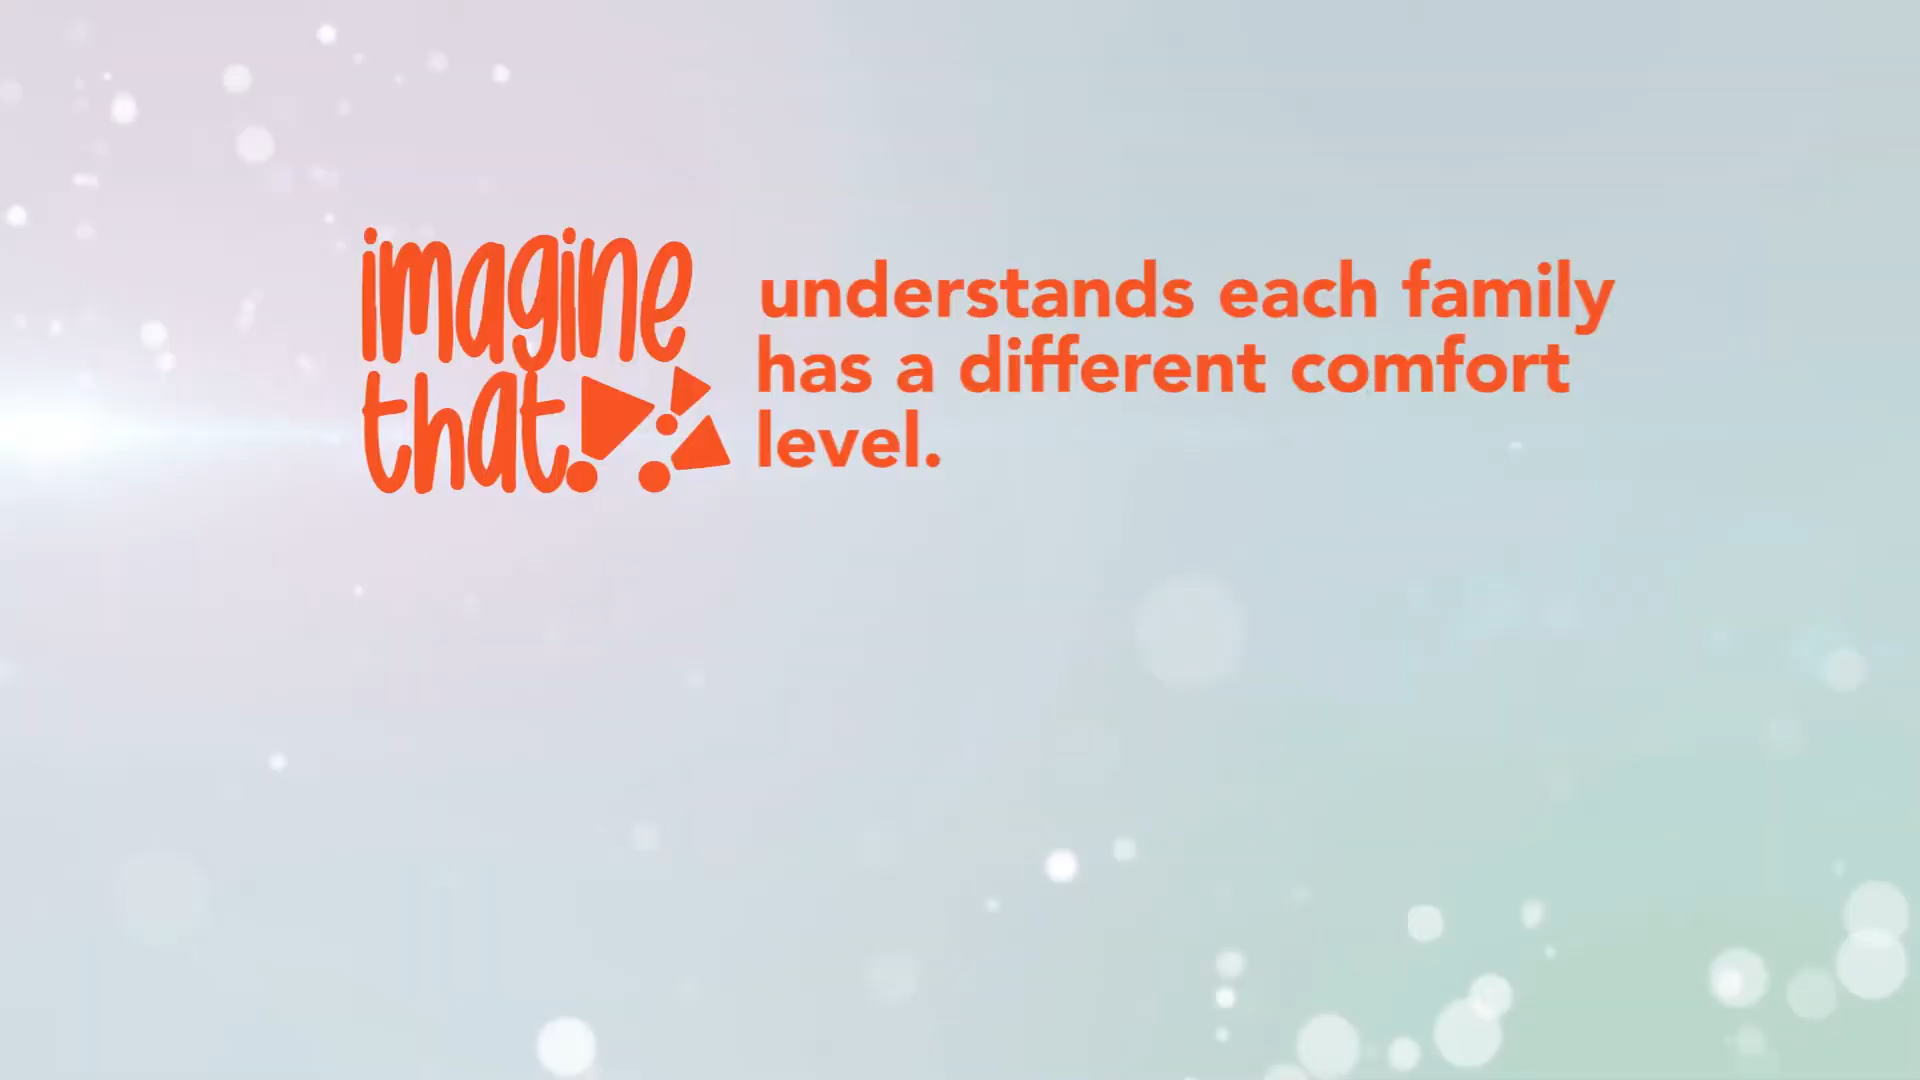 imagine
that
understands each family
has a different comfort
level.